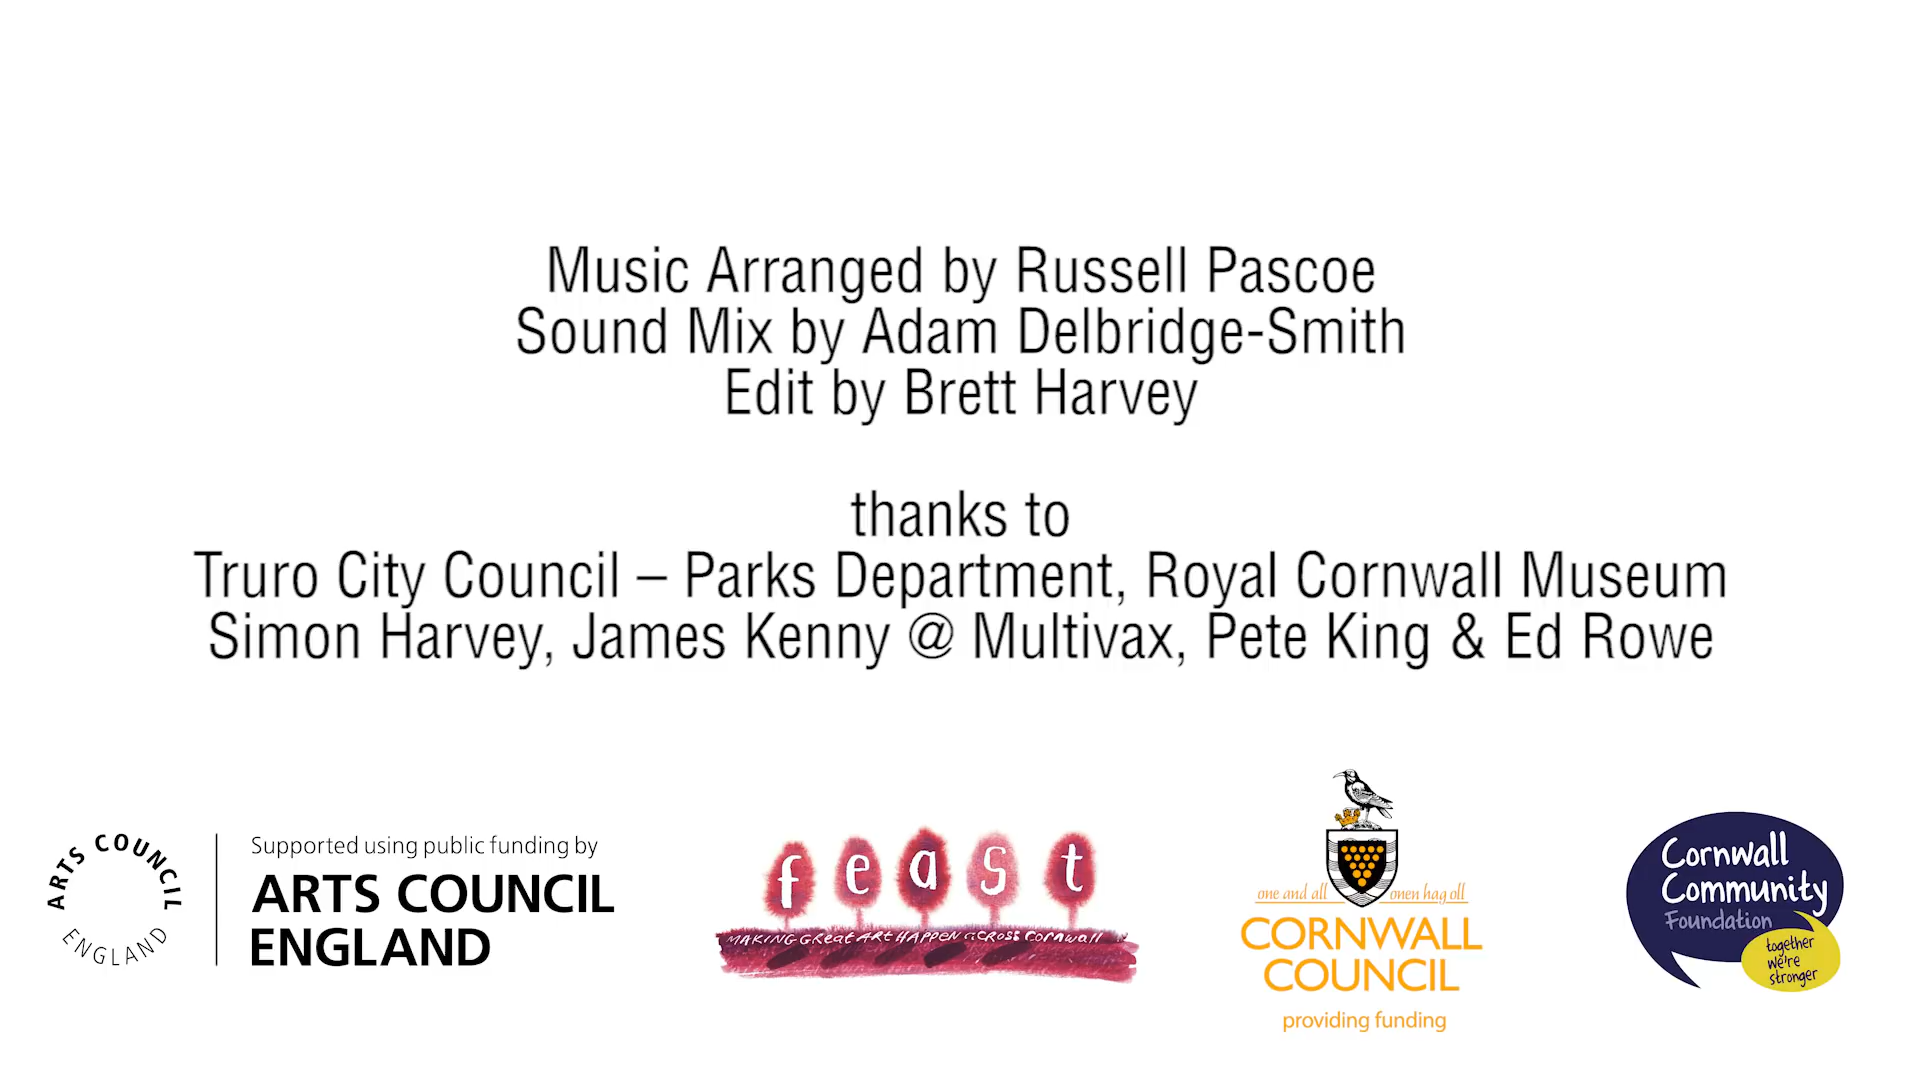 Music Arranged by Russell Pascoe
Sound Mix by Adam Delbridge-Smith
Edit by Brett Harvey
thanks to
Truro City Council – Parks Department, Royal Cornwall Museum
Simon Harvey, James Kenny @ Multivax, Pete King & Ed Rowe
ARTS COUNCIL
ENGLAND
Supported using public funding by
ARTS COUNCIL
ENGLAND
feast
MAKING GREAT ART HAPPEN ACROSS CORNWALL
one and all onen hag oll
CORNWALL
COUNCIL
providing funding
Cornwall
Community
Foundation
together
we're
stronger